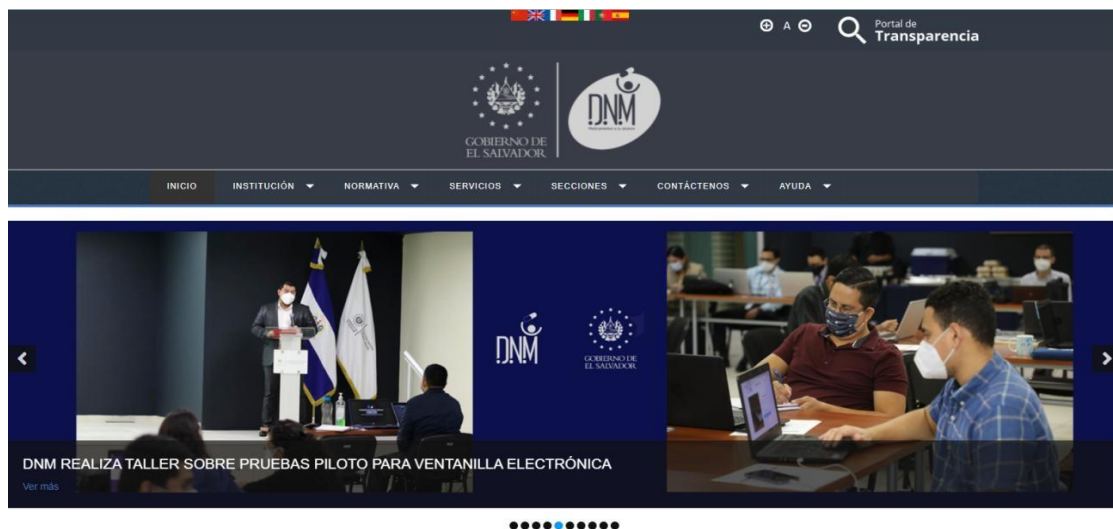 A
Portal de
Transparencia
GOBIERNO DE
EL SALVADOR
DNM
INICIO
INSTITUCIÓN
NORMATIVA
SERVICIOS
SECCIONES
CONTÁCTENOS
AYUDA
DNM
GOBIERNO DE
EL SALVADOR
DNM REALIZA TALLER SOBRE PRUEBAS PILOTO PARA VENTANILLA ELECTRÓNICA
Ver más